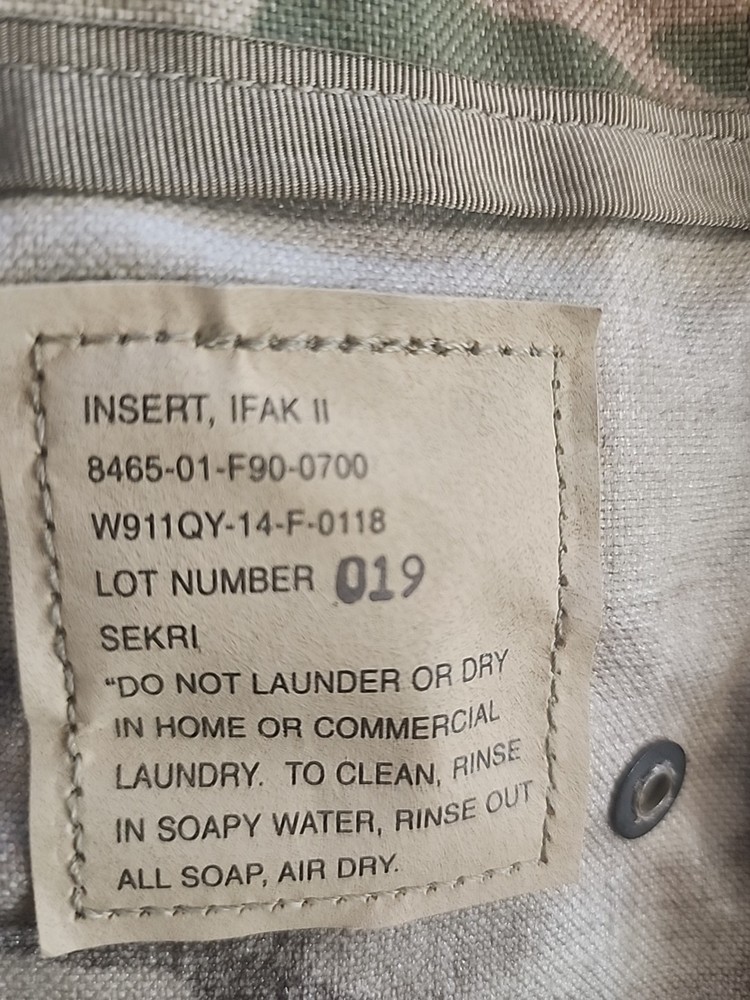 INSERT, IFAK II
8465-01-F90-0700
W911QY-14-F-0118
LOT NUMBER 019
SEKRI
“DO NOT LAUNDER OR DRY
IN HOME OR COMMERCIAL
LAUNDRY. TO CLEAN, RINSE
IN SOAPY WATER, RINSE OUT
ALL SOAP, AIR DRY.